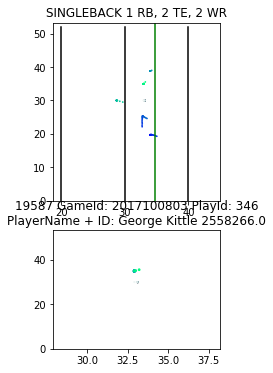 SINGLEBACK 1 RB, 2 TE, 2 WR
50
40
30
20
10
0
20 30 40
19587 GameId: 2017100803 PlayId: 346
PlayerName + ID: George Kittle 2558266.0
40
20
0
30.0 32.5 35.0 37.5